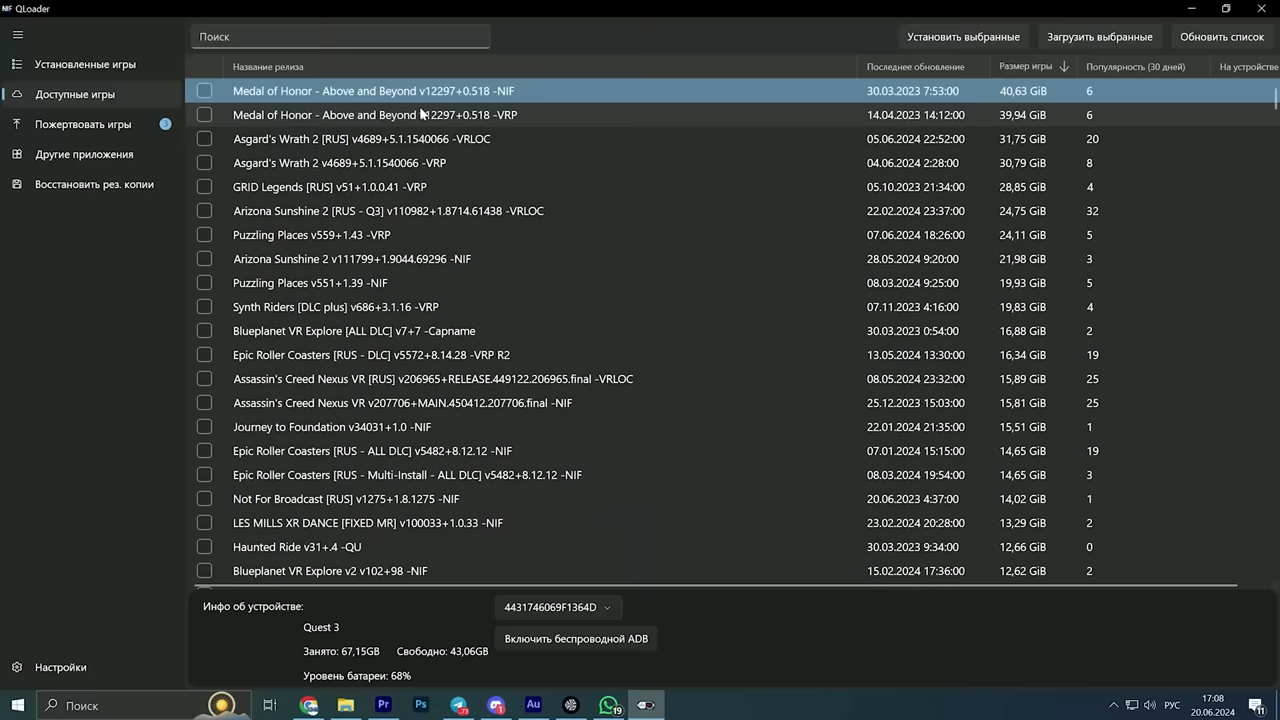 NIF QLoader
Поиск
Установить выбранные
Загрузить выбранные
Обновить список
Установленные игры
Доступные игры
Пожертвовать игры 3
Другие приложения
Восстановить рез. копии
Название релиза Последнее обновление Размер игры Популярность (30 дней) На устройстве
Medal of Honor - Above and Beyond v12297+0.518 -NIF 30.03.2023 7:53:00 40,63 GiB 6
Medal of Honor - Above and Beyond v12297+0.518 -VRP 14.04.2023 14:12:00 39,94 GiB 6
Asgard's Wrath 2 [RUS] v4689+5.1.1540066 -VRLOC 05.06.2024 22:52:00 31,75 GiB 20
Asgard's Wrath 2 v4689+5.1.1540066 -VRP 04.06.2024 2:28:00 30,79 GiB 8
GRID Legends [RUS] v51+1.0.0.41 -VRP 05.10.2023 21:34:00 28,85 GiB 4
Arizona Sunshine 2 [RUS - Q3] v110982+1.8714.61438 -VRLOC 22.02.2024 23:37:00 24,75 GiB 32
Puzzling Places v559+1.43 -VRP 07.06.2024 18:26:00 24,11 GiB 5
Arizona Sunshine 2 v111799+1.9044.69296 -NIF 28.05.2024 9:20:00 21,98 GiB 3
Puzzling Places v551+1.39 -NIF 08.03.2024 9:25:00 19,93 GiB 5
Synth Riders [DLC plus] v686+3.1.16 -VRP 07.11.2023 4:16:00 19,83 GiB 4
Blueplanet VR Explore [ALL DLC] v7+7 -Capname 30.03.2023 0:54:00 16,88 GiB 2
Epic Roller Coasters [RUS - DLC] v5572+8.14.28 -VRP R2 13.05.2024 13:30:00 16,34 GiB 19
Assassin's Creed Nexus VR [RUS] v206965+RELEASE.449122.206965.final -VRLOC 08.05.2024 23:32:00 15,89 GiB 25
Assassin's Creed Nexus VR v207706+MAIN.450412.207706.final -NIF 25.12.2023 15:03:00 15,81 GiB 25
Journey to Foundation v34031+1.0 -NIF 22.01.2024 21:35:00 15,51 GiB 1
Epic Roller Coasters [RUS - ALL DLC] v5482+8.12.12 -NIF 07.01.2024 15:15:00 14,65 GiB 19
Epic Roller Coasters [RUS - Multi-Install - ALL DLC] v5482+8.12.12 -NIF 08.03.2024 19:54:00 14,65 GiB 3
Not For Broadcast [RUS] v1275+1.8.1275 -NIF 20.06.2023 4:37:00 14,02 GiB 1
LES MILLS XR DANCE [FIXED MR] v100033+1.0.33 -NIF 23.02.2024 20:28:00 13,29 GiB 2
Haunted Ride v31+.4 -QU 30.03.2023 9:34:00 12,66 GiB 0
Blueplanet VR Explore v2 v102+98 -NIF 15.02.2024 17:36:00 12,62 GiB 2
Инфо об устройстве: 4431746069F1364D
Quest 3
Включить беспроводной ADB
Занято: 67,15GB Свободно: 43,06GB
Уровень батареи: 68%
Настройки
Поиск
Pr Ps 73 1 Au 19
РУС
17:08
20.06.2024
11